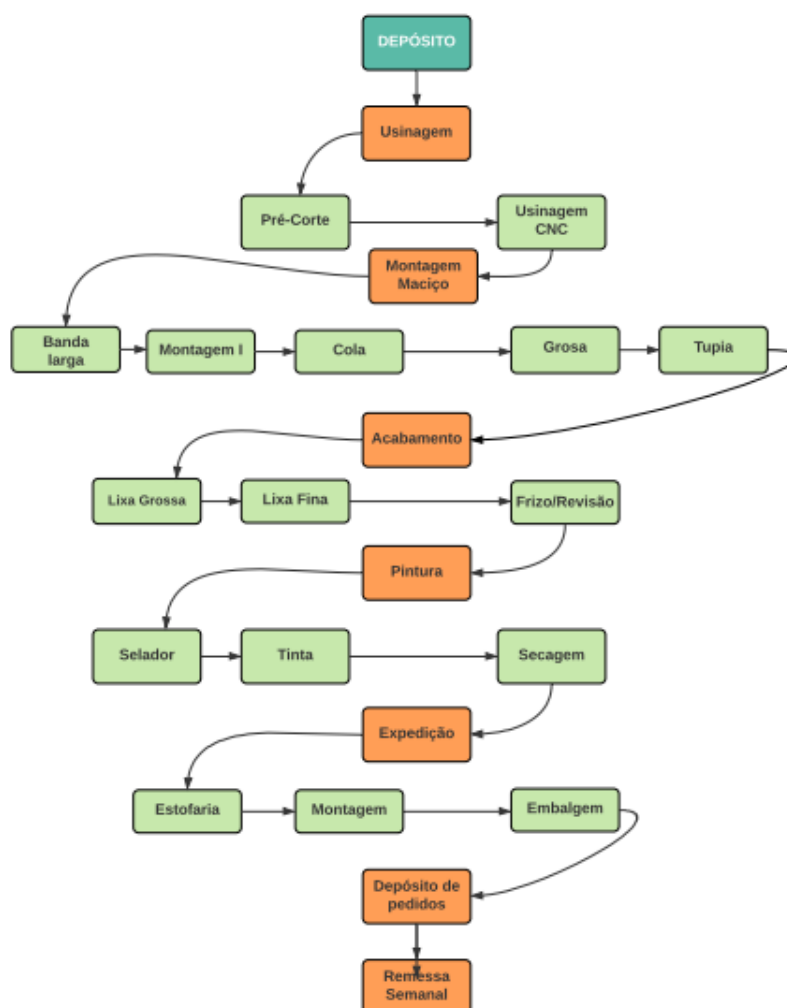 DEPÓSITO
Usinagem
Pré-Corte
Usinagem
CNC
Montagem
Maciço
Banda
larga
Montagem I
Cola
Grosa
Tupia
Acabamento
Lixa Grossa
Lixa Fina
Frizo/Revisão
Pintura
Selador
Tinta
Secagem
Expedição
Estofaria
Montagem
Embalgem
Depósito de
pedidos
Remessa
Semanal